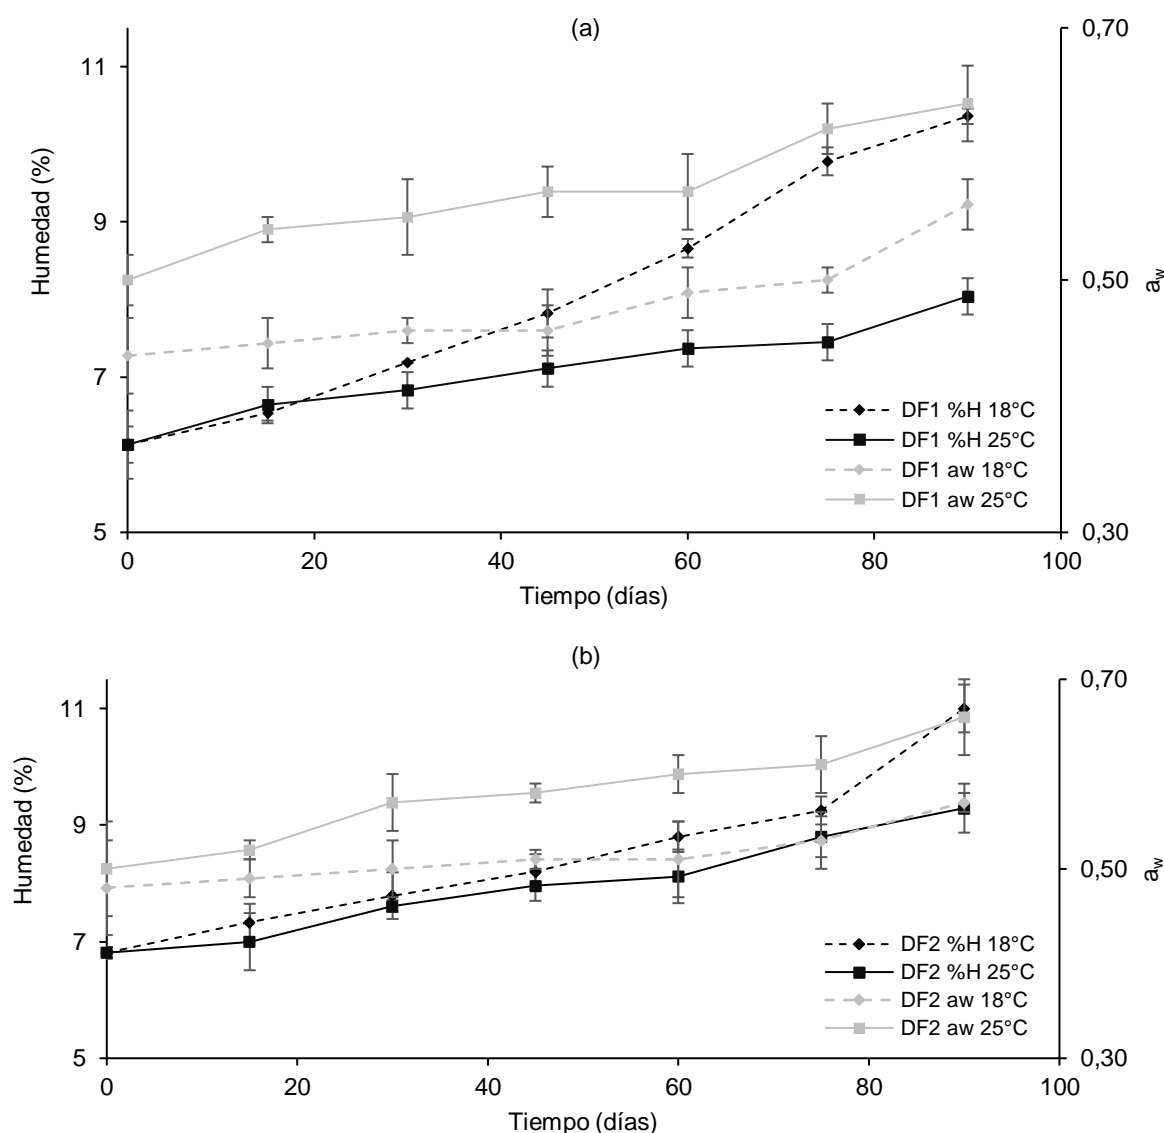 (a)
11
9
7
5
Humedad (%)
0,70
0,50
0,30
a_w
DF1 %H 18°C
DF1 %H 25°C
DF1 aw 18°C
DF1 aw 25°C
0 20 40 60 80 100
Tiempo (días)
(b)
11
9
7
5
Humedad (%)
0,70
0,50
0,30
a_w
DF2 %H 18°C
DF2 %H 25°C
DF2 aw 18°C
DF2 aw 25°C
0 20 40 60 80 100
Tiempo (días)